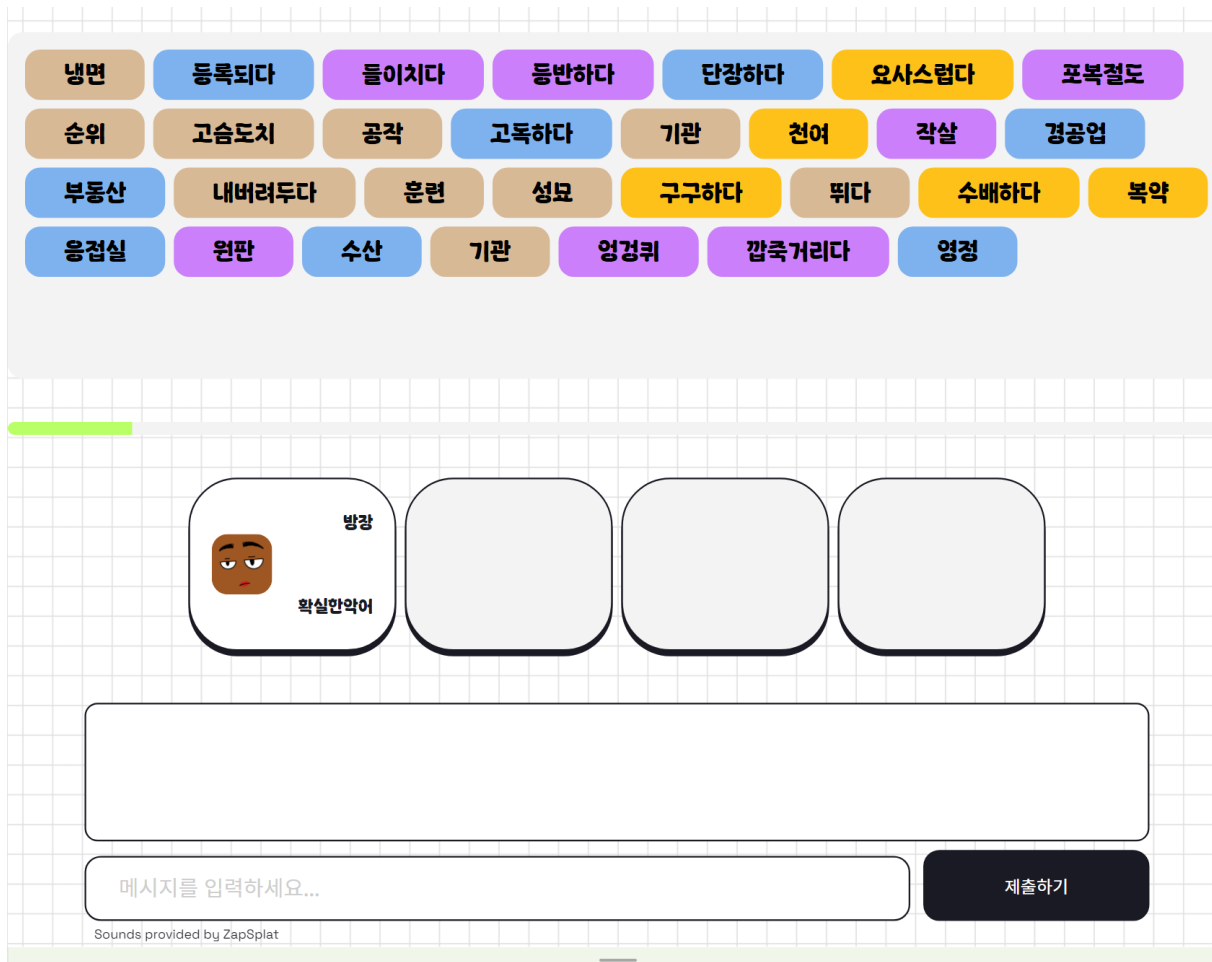 냉면 등록되다 들이치다 등반하다 단장하다 요사스럽다 포복절도
순위 고슴도치 공작 고독하다 기관 천여 작살 경공업
부동산 내버려두다 훈련 성묘 구구하다 뛰다 수배하다 복약
응접실 원판 수산 기관 엉겅퀴 깝죽거리다 영정
방장
확실한악어
메시지를 입력하세요...
제출하기
Sounds provided by ZapSplat